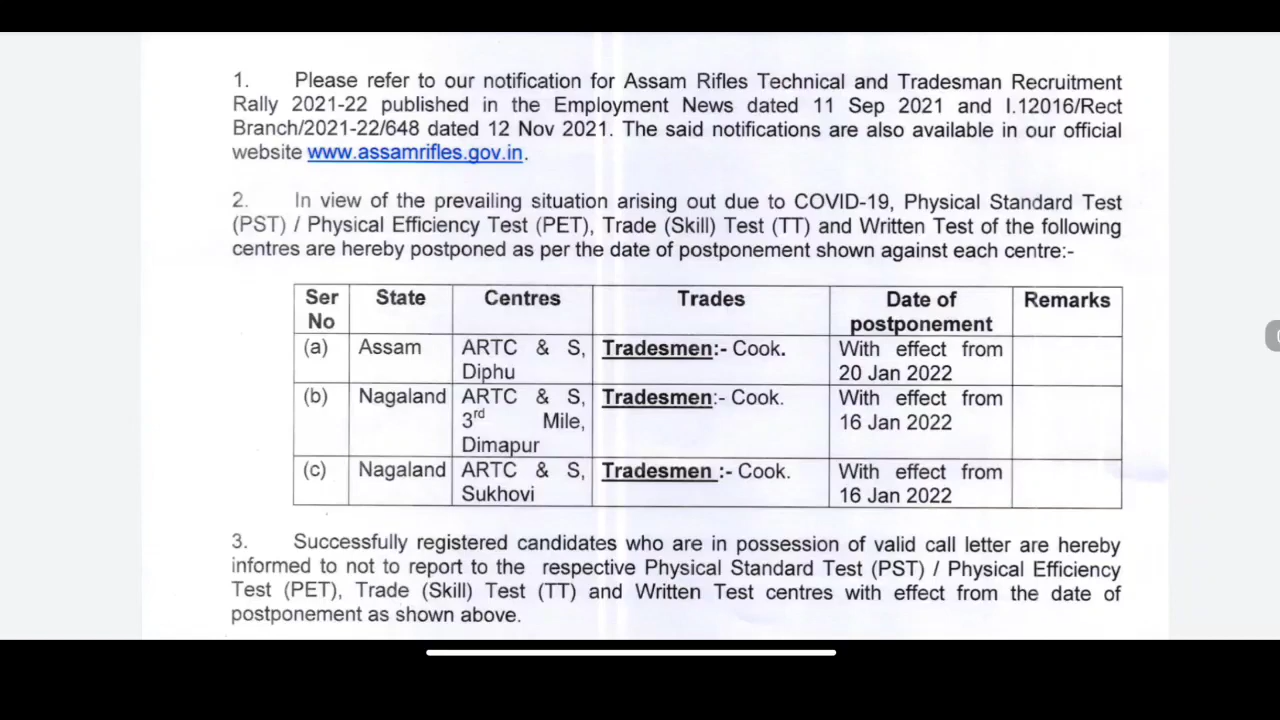 1. Please refer to our notification for Assam Rifles Technical and Tradesman Recruitment
Rally 2021-22 published in the Employment News dated 11 Sep 2021 and I.12016/Rect
Branch/2021-22/648 dated 12 Nov 2021. The said notifications are also available in our official
website www.assamrifles.gov.in.
2. In view of the prevailing situation arising out due to COVID-19, Physical Standard Test
(PST) / Physical Efficiency Test (PET), Trade (Skill) Test (TT) and Written Test of the following
centres are hereby postponed as per the date of postponement shown against each centre:-
Ser No State Centres Trades Date of postponement Remarks
(a) Assam ARTC & S, Tradesmen:- Cook. With effect from
Diphu 20 Jan 2022
(b) Nagaland ARTC & S, Tradesmen:- Cook. With effect from
3rd Mile, 16 Jan 2022
Dimapur
(c) Nagaland ARTC & S, Tradesmen :- Cook. With effect from
Sukhovi 16 Jan 2022
3. Successfully registered candidates who are in possession of valid call letter are hereby
informed to not to report to the respective Physical Standard Test (PST) / Physical Efficiency
Test (PET), Trade (Skill) Test (TT) and Written Test centres with effect from the date of
postponement as shown above.